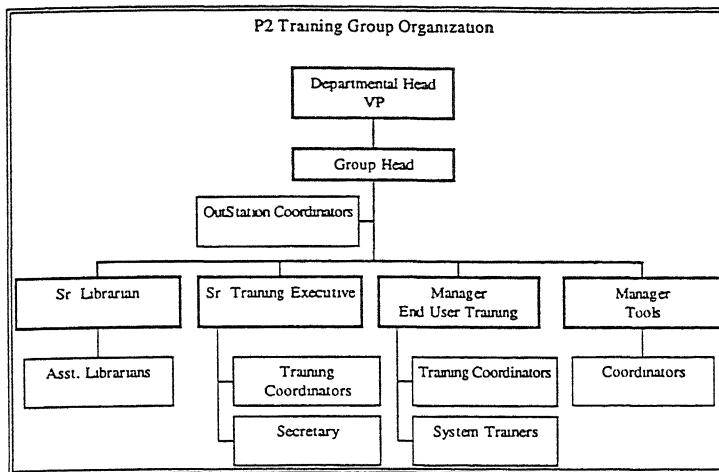 P2 Training Group Organization
Departmental Head
VP
Group Head
OutStation Coordinators
Sr Librarian
Sr Training Executive
Manager
End User Training
Manager
Tools
Asst. Librarians
Training
Coordinators
Training Coordinators
Coordinators
Secretary
System Trainers